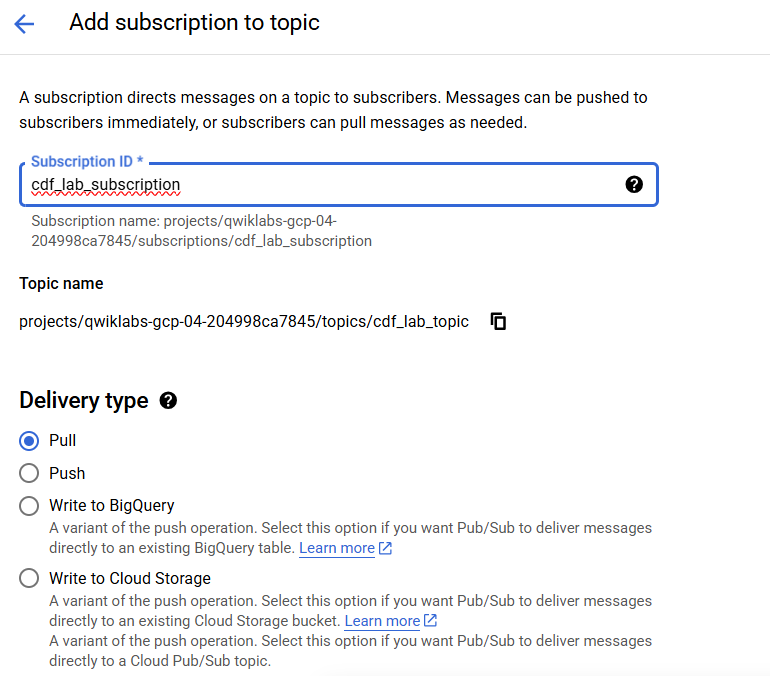 Add subscription to topic
A subscription directs messages on a topic to subscribers. Messages can be pushed to
subscribers immediately, or subscribers can pull messages as needed.
Subscription ID *
cdf_lab_subscription
Subscription name: projects/qwiklabs-gcp-04-
204998ca7845/subscriptions/cdf_lab_subscription
Topic name
projects/qwiklabs-gcp-04-204998ca7845/topics/cdf_lab_topic
Delivery type
Pull
Push
Write to BigQuery
A variant of the push operation. Select this option if you want Pub/Sub to deliver messages
directly to an existing BigQuery table. Learn more
Write to Cloud Storage
A variant of the push operation. Select this option if you want Pub/Sub to deliver messages
directly to an existing Cloud Storage bucket. Learn more
A variant of the push operation. Select this option if you want Pub/Sub to deliver messages
directly to a Cloud Pub/Sub topic.